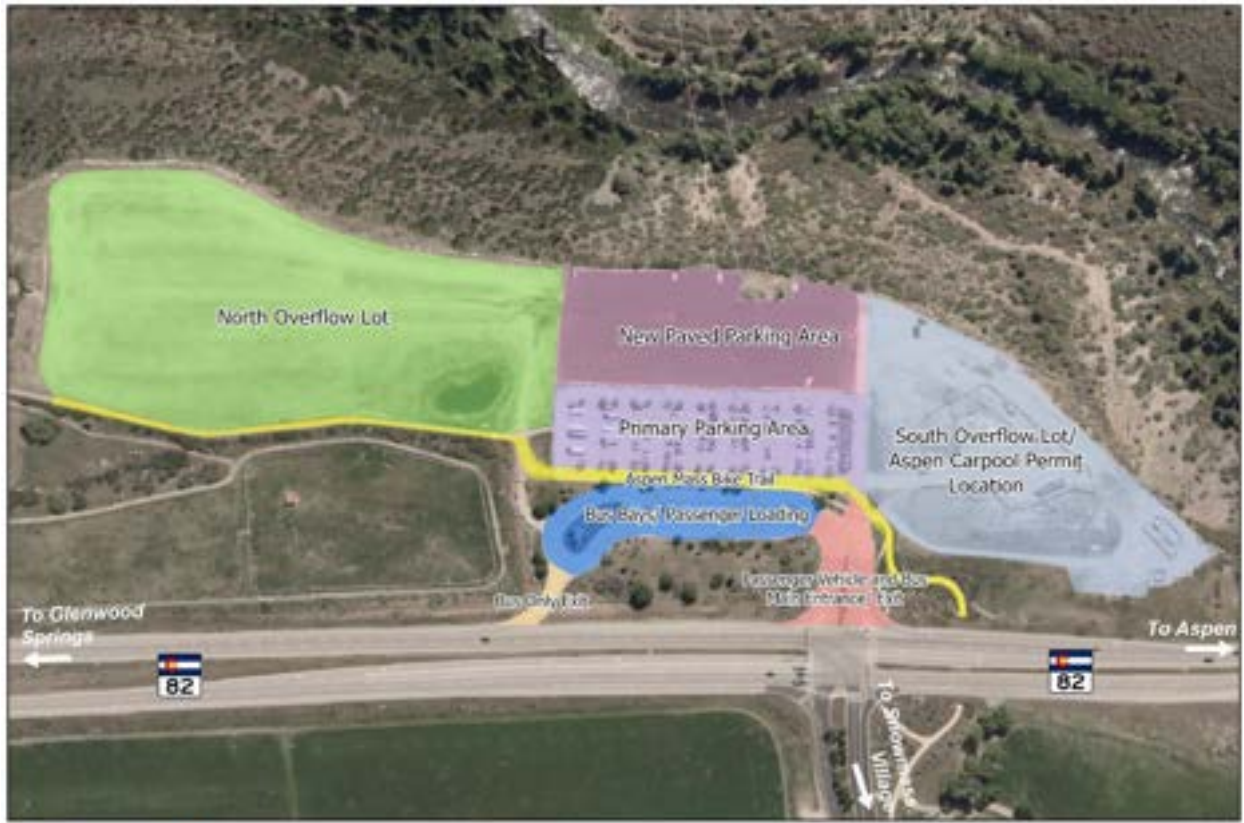 North Overflow Lot
New Paved Parking Area
Primary Parking Area
South Overflow Lot/
Aspen Carpool Permit
Location
Aspen Mass Bike Trail
Bus Bays/ Passenger Loading
Bus Only Exit
Passenger Vehicle and Bus
Main Entrance/ Exit
To Glenwood
Springs
To Aspen
82
82
To Snowmass
Village